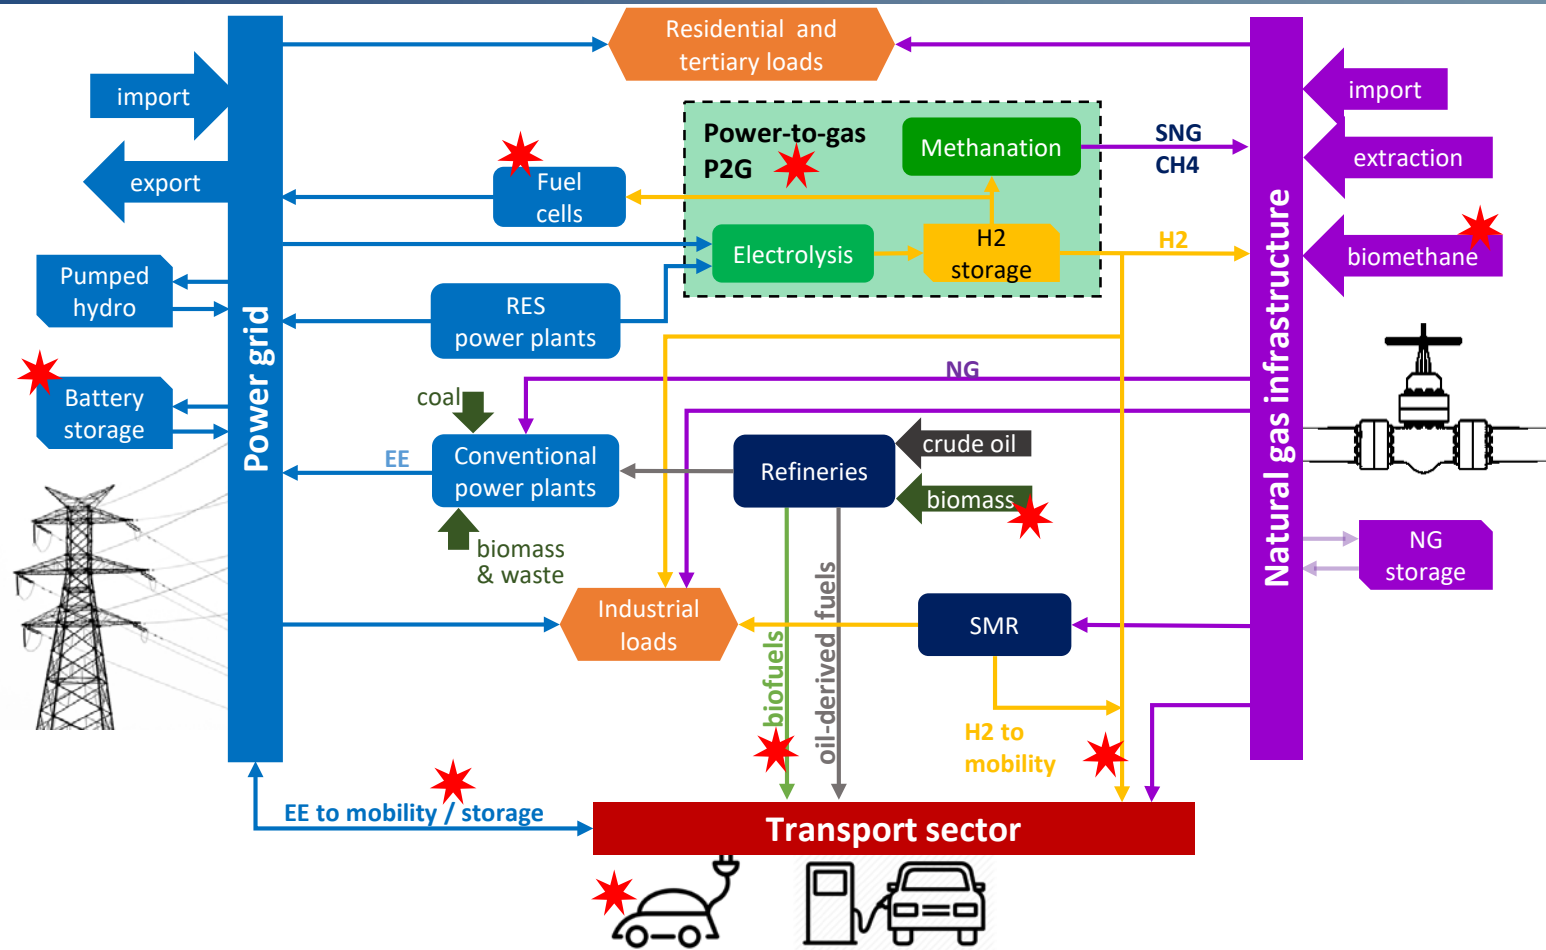 Residential  and
tertiary loads
import
export
import
extraction
biomethane
Power-to-gas
P2G
Methanation
SNG
CH4
Fuel
cells
Electrolysis
H2
storage
H2
Pumped
hydro
RES
power plants
Power grid
Natural gas infrastructure
Battery
storage
NG
coal
EE
Conventional
power plants
Refineries
crude oil
biomass
biomass
& waste
NG
storage
Industrial
loads
SMR
biofuels
oil-derived fuels
H2 to
mobility
EE to mobility / storage
Transport sector